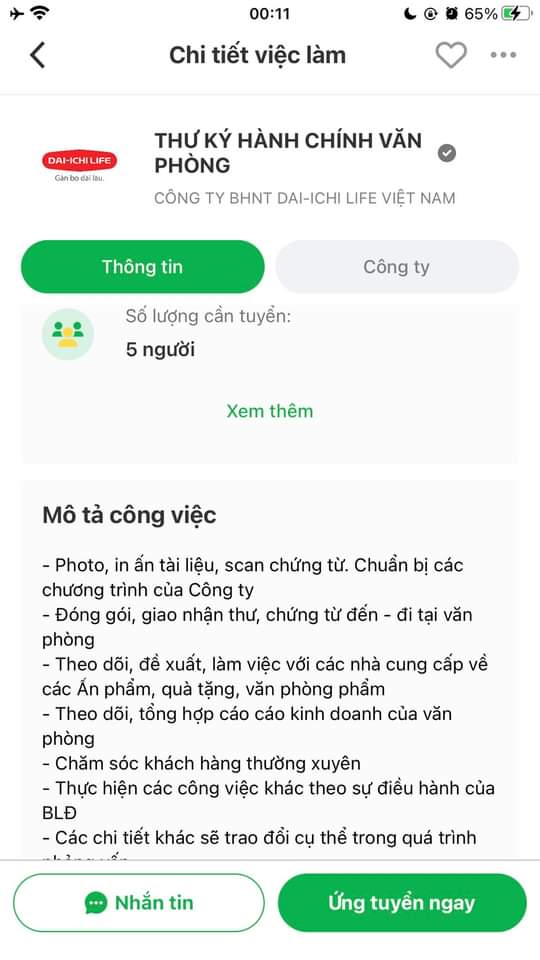 00:11
65%
Chi tiết việc làm
DAI-ICHI LIFE
Gắn bó dài lâu.
THƯ KÝ HÀNH CHÍNH VĂN
PHÒNG
CÔNG TY BHNT DAI-ICHI LIFE VIỆT NAM
Thông tin
Công ty
Số lượng cần tuyển:
5 người
Xem thêm
Mô tả công việc
- Photo, in ấn tài liệu, scan chứng từ. Chuẩn bị các
chương trình của Công ty
- Đóng gói, giao nhận thư, chứng từ đến - đi tại văn
phòng
- Theo dõi, đề xuất, làm việc với các nhà cung cấp về
các Ấn phẩm, quà tặng, văn phòng phẩm
- Theo dõi, tổng hợp cáo cáo kinh doanh của văn
phòng
- Chăm sóc khách hàng thường xuyên
- Thực hiện các công việc khác theo sự điều hành của
BLĐ
- Các chi tiết khác sẽ trao đổi cụ thể trong quá trình
Nhắn tin
Ứng tuyển ngay